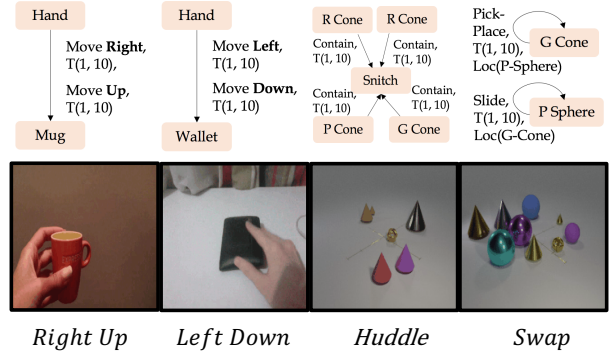 Hand
Move Right,
T(1, 10),
Move Up,
T(1, 10)
Mug
Hand
Move Left,
T(1, 10)
Move Down,
T(1, 10)
Wallet
R Cone
R Cone
Contain,
T(1, 10)
Contain,
T(1, 10)
Snitch
Contain,
T(1, 10)
Contain,
T(1, 10)
P Cone
G Cone
Pick-
Place,
T(1, 10),
Loc(P-Sphere)
G Cone
Slide,
T(1, 10),
Loc(G-Cone)
P Sphere
Right Up
Left Down
Huddle
Swap